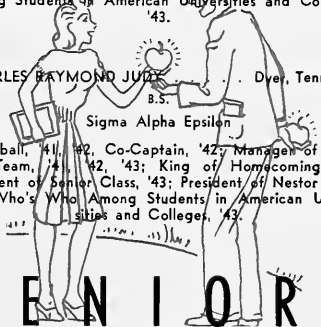 g Students in American Universities and Co
'43.
RLES RAYMOND JUDY . . . Dyer, Tenn
B.S.
Sigma Alpha Epsilon
ball, '41, '42, Co-Captain, '42; Manager of
Team, '41, '42, '43; King of Homecoming
ent of Senior Class, '43; President of Nestor
Who's Who Among Students in American U
sities and Colleges, '43.
ENIOR